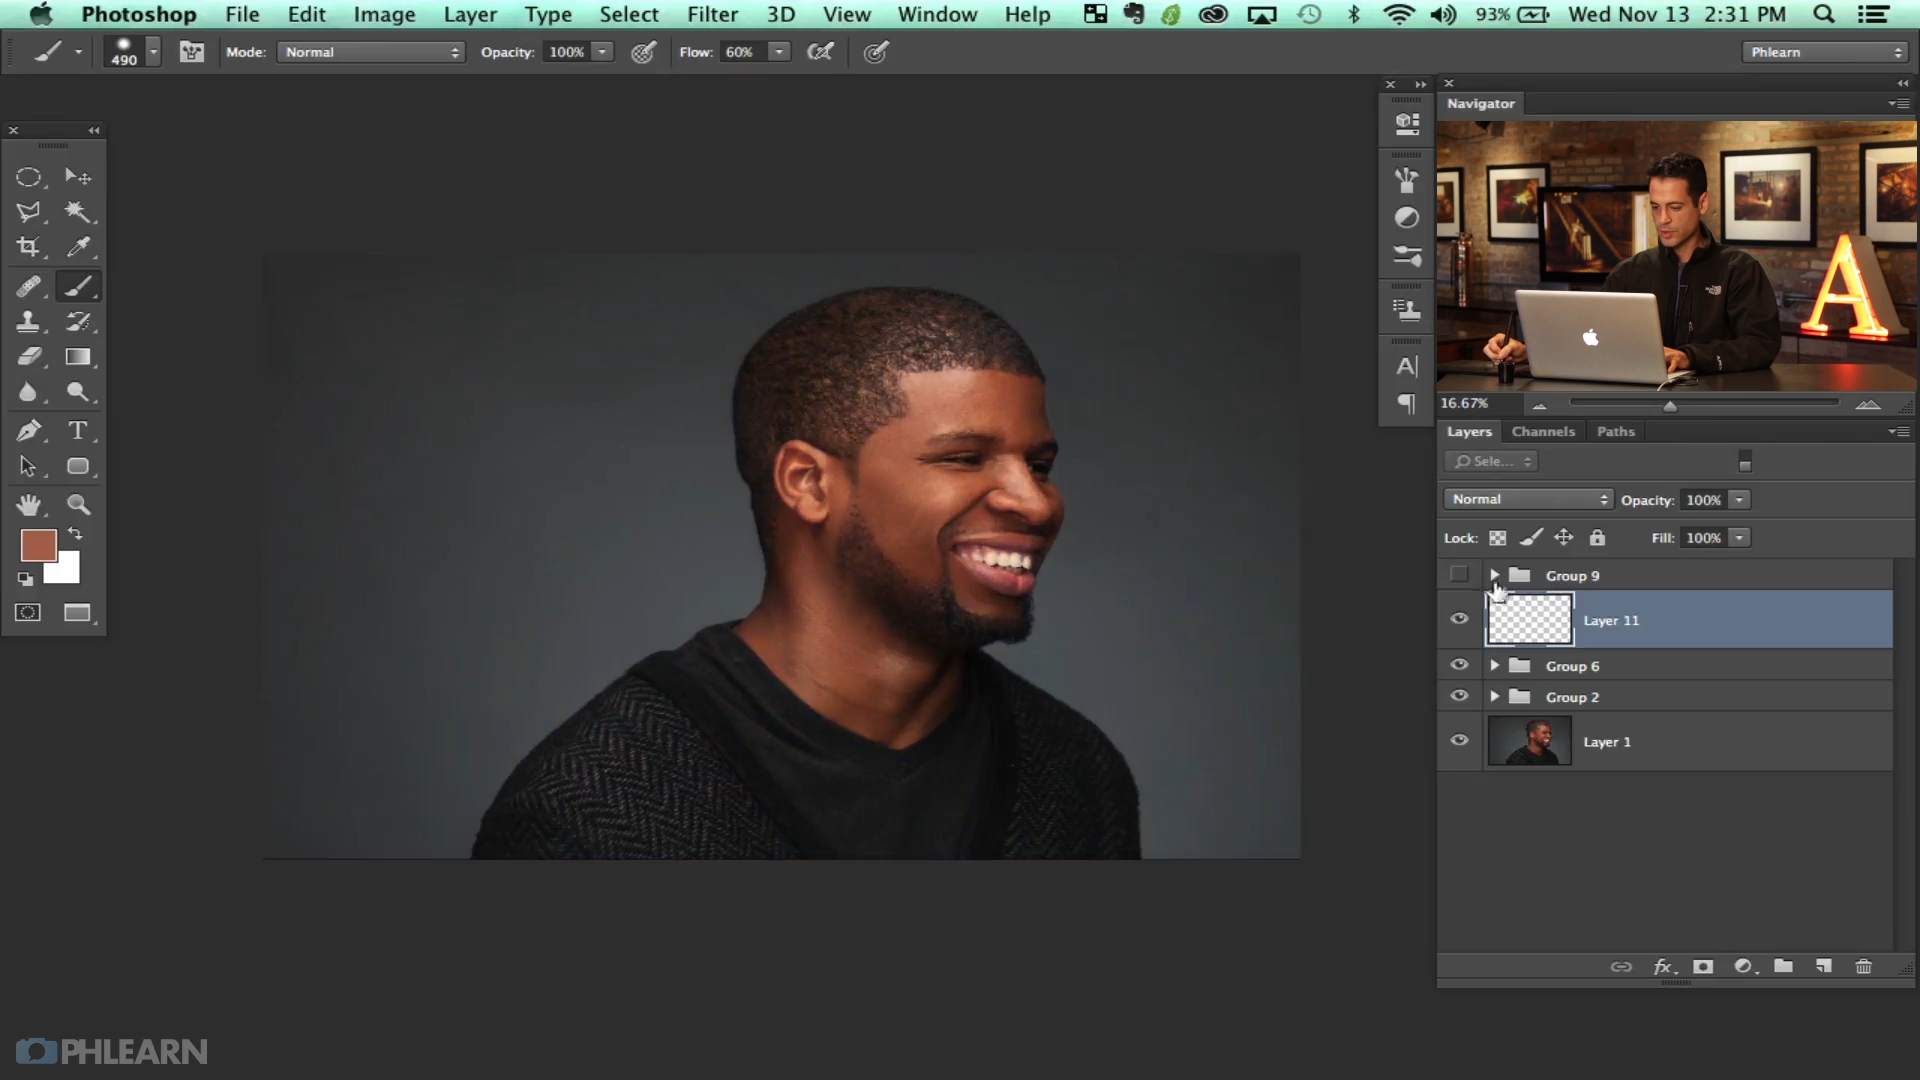 Photoshop File Edit Image Layer Type Select Filter 3D View Window Help 93% Wed Nov 13 2:31 PM
490 Mode: Normal Opacity: 100% Flow: 60% Phlearn
Navigator
A
16.67%
Layers Channels Paths
Sele...
Normal Opacity: 100%
Lock: Fill: 100%
Group 9
Layer 11
Group 6
Group 2
Layer 1
fx
PHLEARN